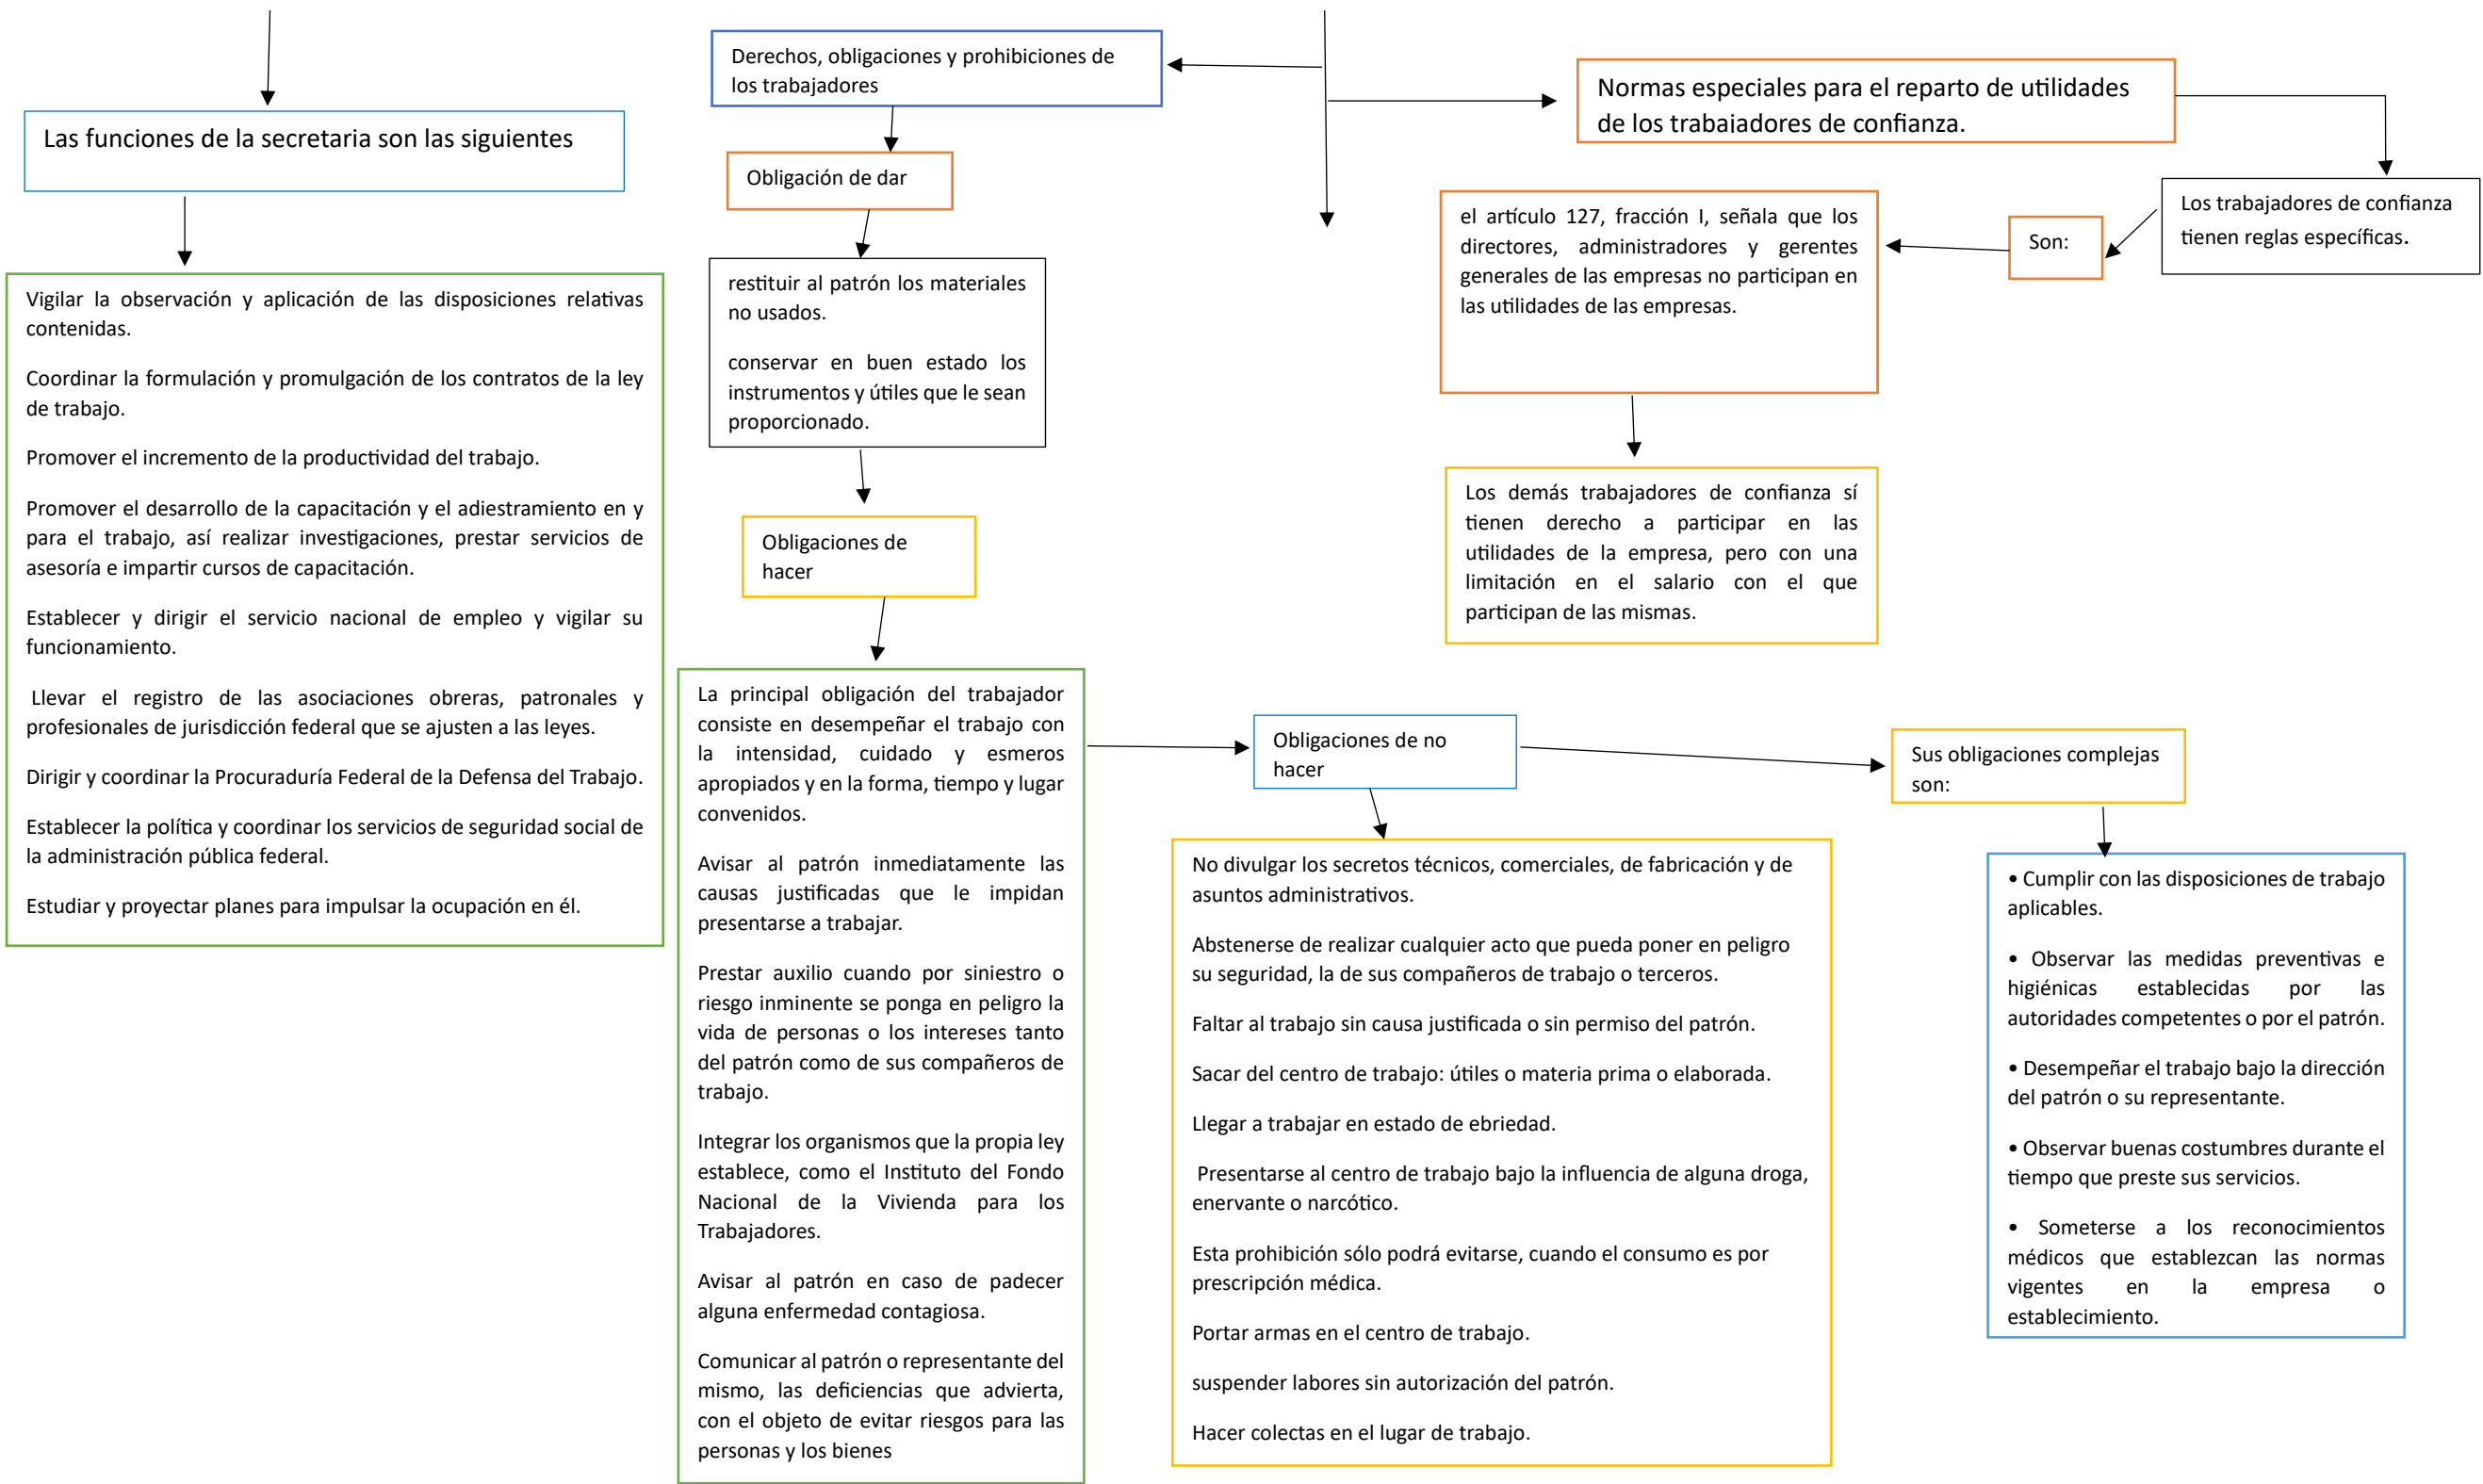 Las funciones de la secretaria son las siguientes
Vigilar la observación y aplicación de las disposiciones relativas
contenidas.
Coordinar la formulación y promulgación de los contratos de la ley
de trabajo.
Promover el incremento de la productividad del trabajo.
Promover el desarrollo de la capacitación y el adiestramiento en y
para el trabajo, así realizar investigaciones, prestar servicios de
asesoría e impartir cursos de capacitación.
Establecer y dirigir el servicio nacional de empleo y vigilar su
funcionamiento.
Llevar el registro de las asociaciones obreras, patronales y
profesionales de jurisdicción federal que se ajusten a las leyes.
Dirigir y coordinar la Procuraduría Federal de la Defensa del Trabajo.
Establecer la política y coordinar los servicios de seguridad social de
la administración pública federal.
Estudiar y proyectar planes para impulsar la ocupación en él.
Derechos, obligaciones y prohibiciones de
los trabajadores
Obligación de dar
restituir al patrón los materiales
no usados.
conservar en buen estado los
instrumentos y útiles que le sean
proporcionado.
Obligaciones de
hacer
La principal obligación del trabajador
consiste en desempeñar el trabajo con
la intensidad, cuidado y esmeros
apropiados y en la forma, tiempo y lugar
convenidos.
Avisar al patrón inmediatamente las
causas justificadas que le impidan
presentarse a trabajar.
Prestar auxilio cuando por siniestro o
riesgo inminente se ponga en peligro la
vida de personas o los intereses tanto
del patrón como de sus compañeros de
trabajo.
Integrar los organismos que la propia ley
establece, como el Instituto del Fondo
Nacional de la Vivienda para los
Trabajadores.
Avisar al patrón en caso de padecer
alguna enfermedad contagiosa.
Comunicar al patrón o representante del
mismo, las deficiencias que advierta,
con el objeto de evitar riesgos para las
personas y los bienes
Obligaciones de no
hacer
No divulgar los secretos técnicos, comerciales, de fabricación y de
asuntos administrativos.
Abstenerse de realizar cualquier acto que pueda poner en peligro
su seguridad, la de sus compañeros de trabajo o terceros.
Faltar al trabajo sin causa justificada o sin permiso del patrón.
Sacar del centro de trabajo: útiles o materia prima o elaborada.
Llegar a trabajar en estado de ebriedad.
Presentarse al centro de trabajo bajo la influencia de alguna droga,
enervante o narcótico.
Esta prohibición sólo podrá evitarse, cuando el consumo es por
prescripción médica.
Portar armas en el centro de trabajo.
suspender labores sin autorización del patrón.
Hacer colectas en el lugar de trabajo.
Sus obligaciones complejas
son:
• Cumplir con las disposiciones de trabajo
aplicables.
• Observar las medidas preventivas e
higiénicas establecidas por las
autoridades competentes o por el patrón.
• Desempeñar el trabajo bajo la dirección
del patrón o su representante.
• Observar buenas costumbres durante el
tiempo que preste sus servicios.
• Someterse a los reconocimientos
médicos que establezcan las normas
vigentes en la empresa o
establecimiento.
Normas especiales para el reparto de utilidades
de los trabajadores de confianza.
Los trabajadores de confianza
tienen reglas específicas.
Son:
el artículo 127, fracción I, señala que los
directores, administradores y gerentes
generales de las empresas no participan en
las utilidades de las empresas.
Los demás trabajadores de confianza sí
tienen derecho a participar en las
utilidades de la empresa, pero con una
limitación en el salario con el que
participan de las mismas.